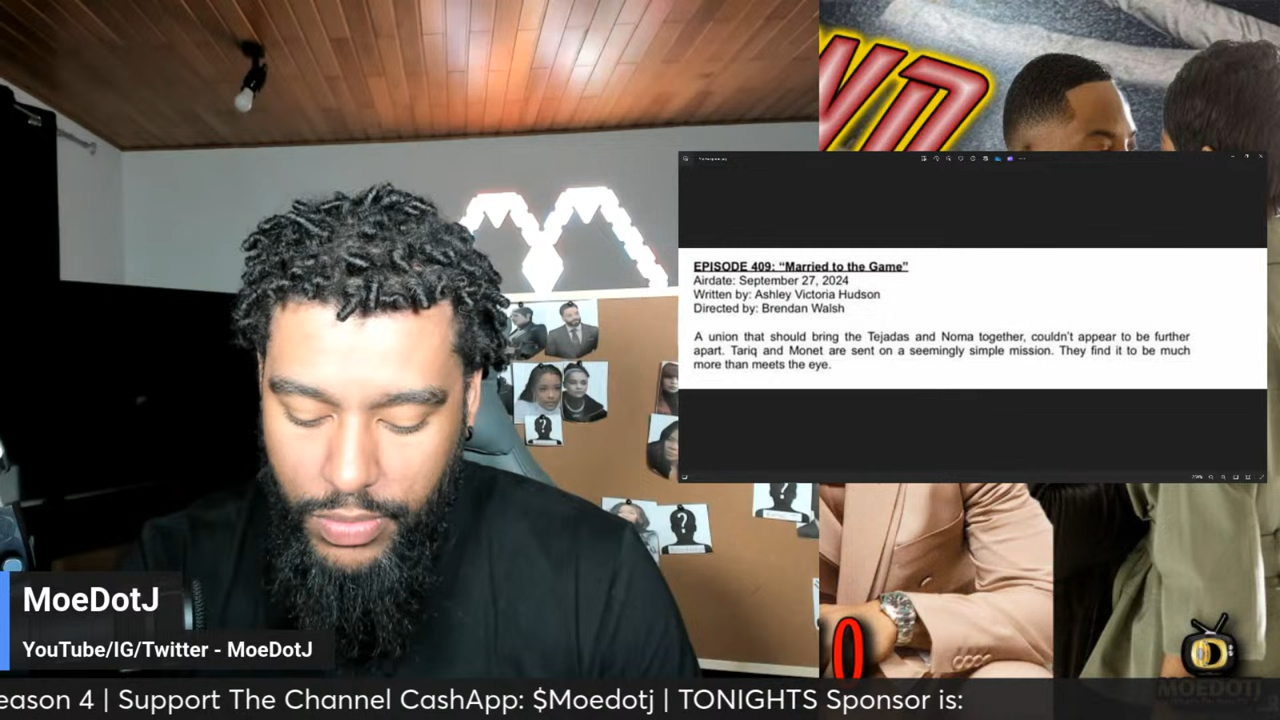 ND
EPISODE 409: "Married to the Game"
Airdate: September 27, 2024
Written by: Ashley Victoria Hudson
Directed by: Brendan Walsh
A union that should bring the Tejadas and Noma together, couldn't appear to be further
apart. Tariq and Monet are sent on a seemingly simple mission. They find it to be much
more than meets the eye.
0
MoeDotJ
YouTube/IG/Twitter - MoeDotJ
MOEDOTJ
eason 4 | Support The Channel CashApp: $Moedotj | TONIGHTS Sponsor is: